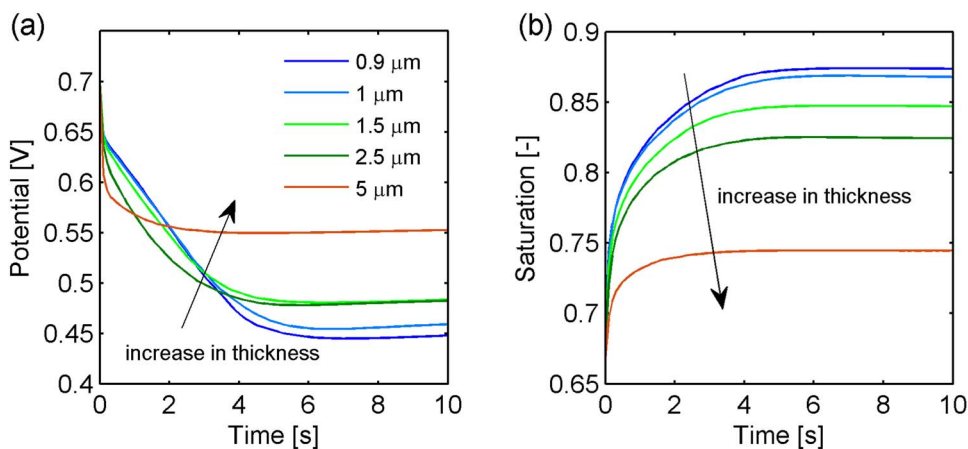 (a)
0.7
0.65
0.6
0.55
0.5
0.45
0.4
Potential [V]
0.9 μm
1 μm
1.5 μm
2.5 μm
5 μm
increase in thickness
0 2 4 6 8 10
Time [s]
(b)
0.9
0.85
0.8
0.75
0.7
0.65
Saturation [-]
increase in thickness
0 2 4 6 8 10
Time [s]